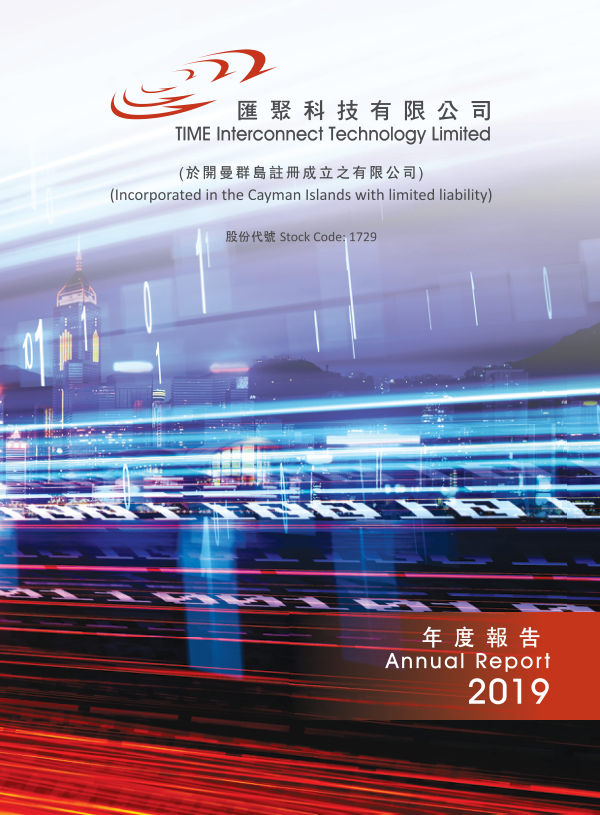 匯聚科技有限公司
TIME Interconnect Technology Limited
(於開曼群島註冊成立之有限公司)
(Incorporated in the Cayman Islands with limited liability)
股份代號 Stock Code: 1729
年度報告
Annual Report
2019